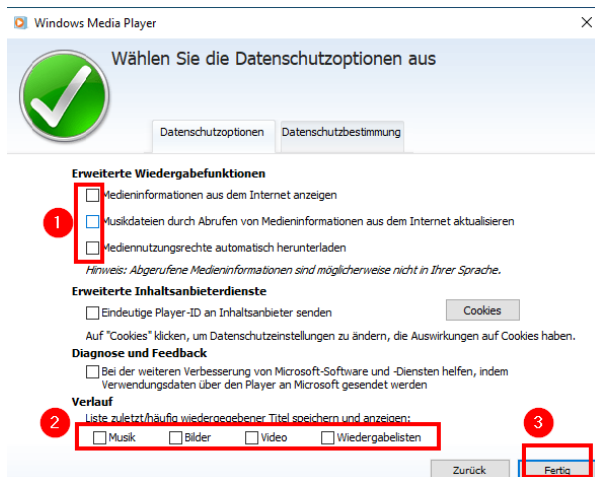 Windows Media Player
Wählen Sie die Datenschutzoptionen aus
Datenschutzoptionen Datenschutzbestimmung
Erweiterte Wiedergabefunktionen
1
Medieninformationen aus dem Internet anzeigen
Musikdateien durch Abrufen von Medieninformationen aus dem Internet aktualisieren
Mediennutzungsrechte automatisch herunterladen
Hinweis: Abgerufene Medieninformationen sind möglicherweise nicht in Ihrer Sprache.
Erweiterte Inhaltsanbieterdienste
Eindeutige Player-ID an Inhaltsanbieter senden Cookies
Auf "Cookies" klicken, um Datenschutzeinstellungen zu ändern, die Auswirkungen auf Cookies haben.
Diagnose und Feedback
Bei der weiteren Verbesserung von Microsoft-Software und -Diensten helfen, indem
Verwendungsdaten über den Player an Microsoft gesendet werden
Verlauf
2 3
Liste zuletzt/häufig wiedergegebener Titel speichern und anzeigen:
Musik Bilder Video Wiedergabelisten
Zurück Fertig